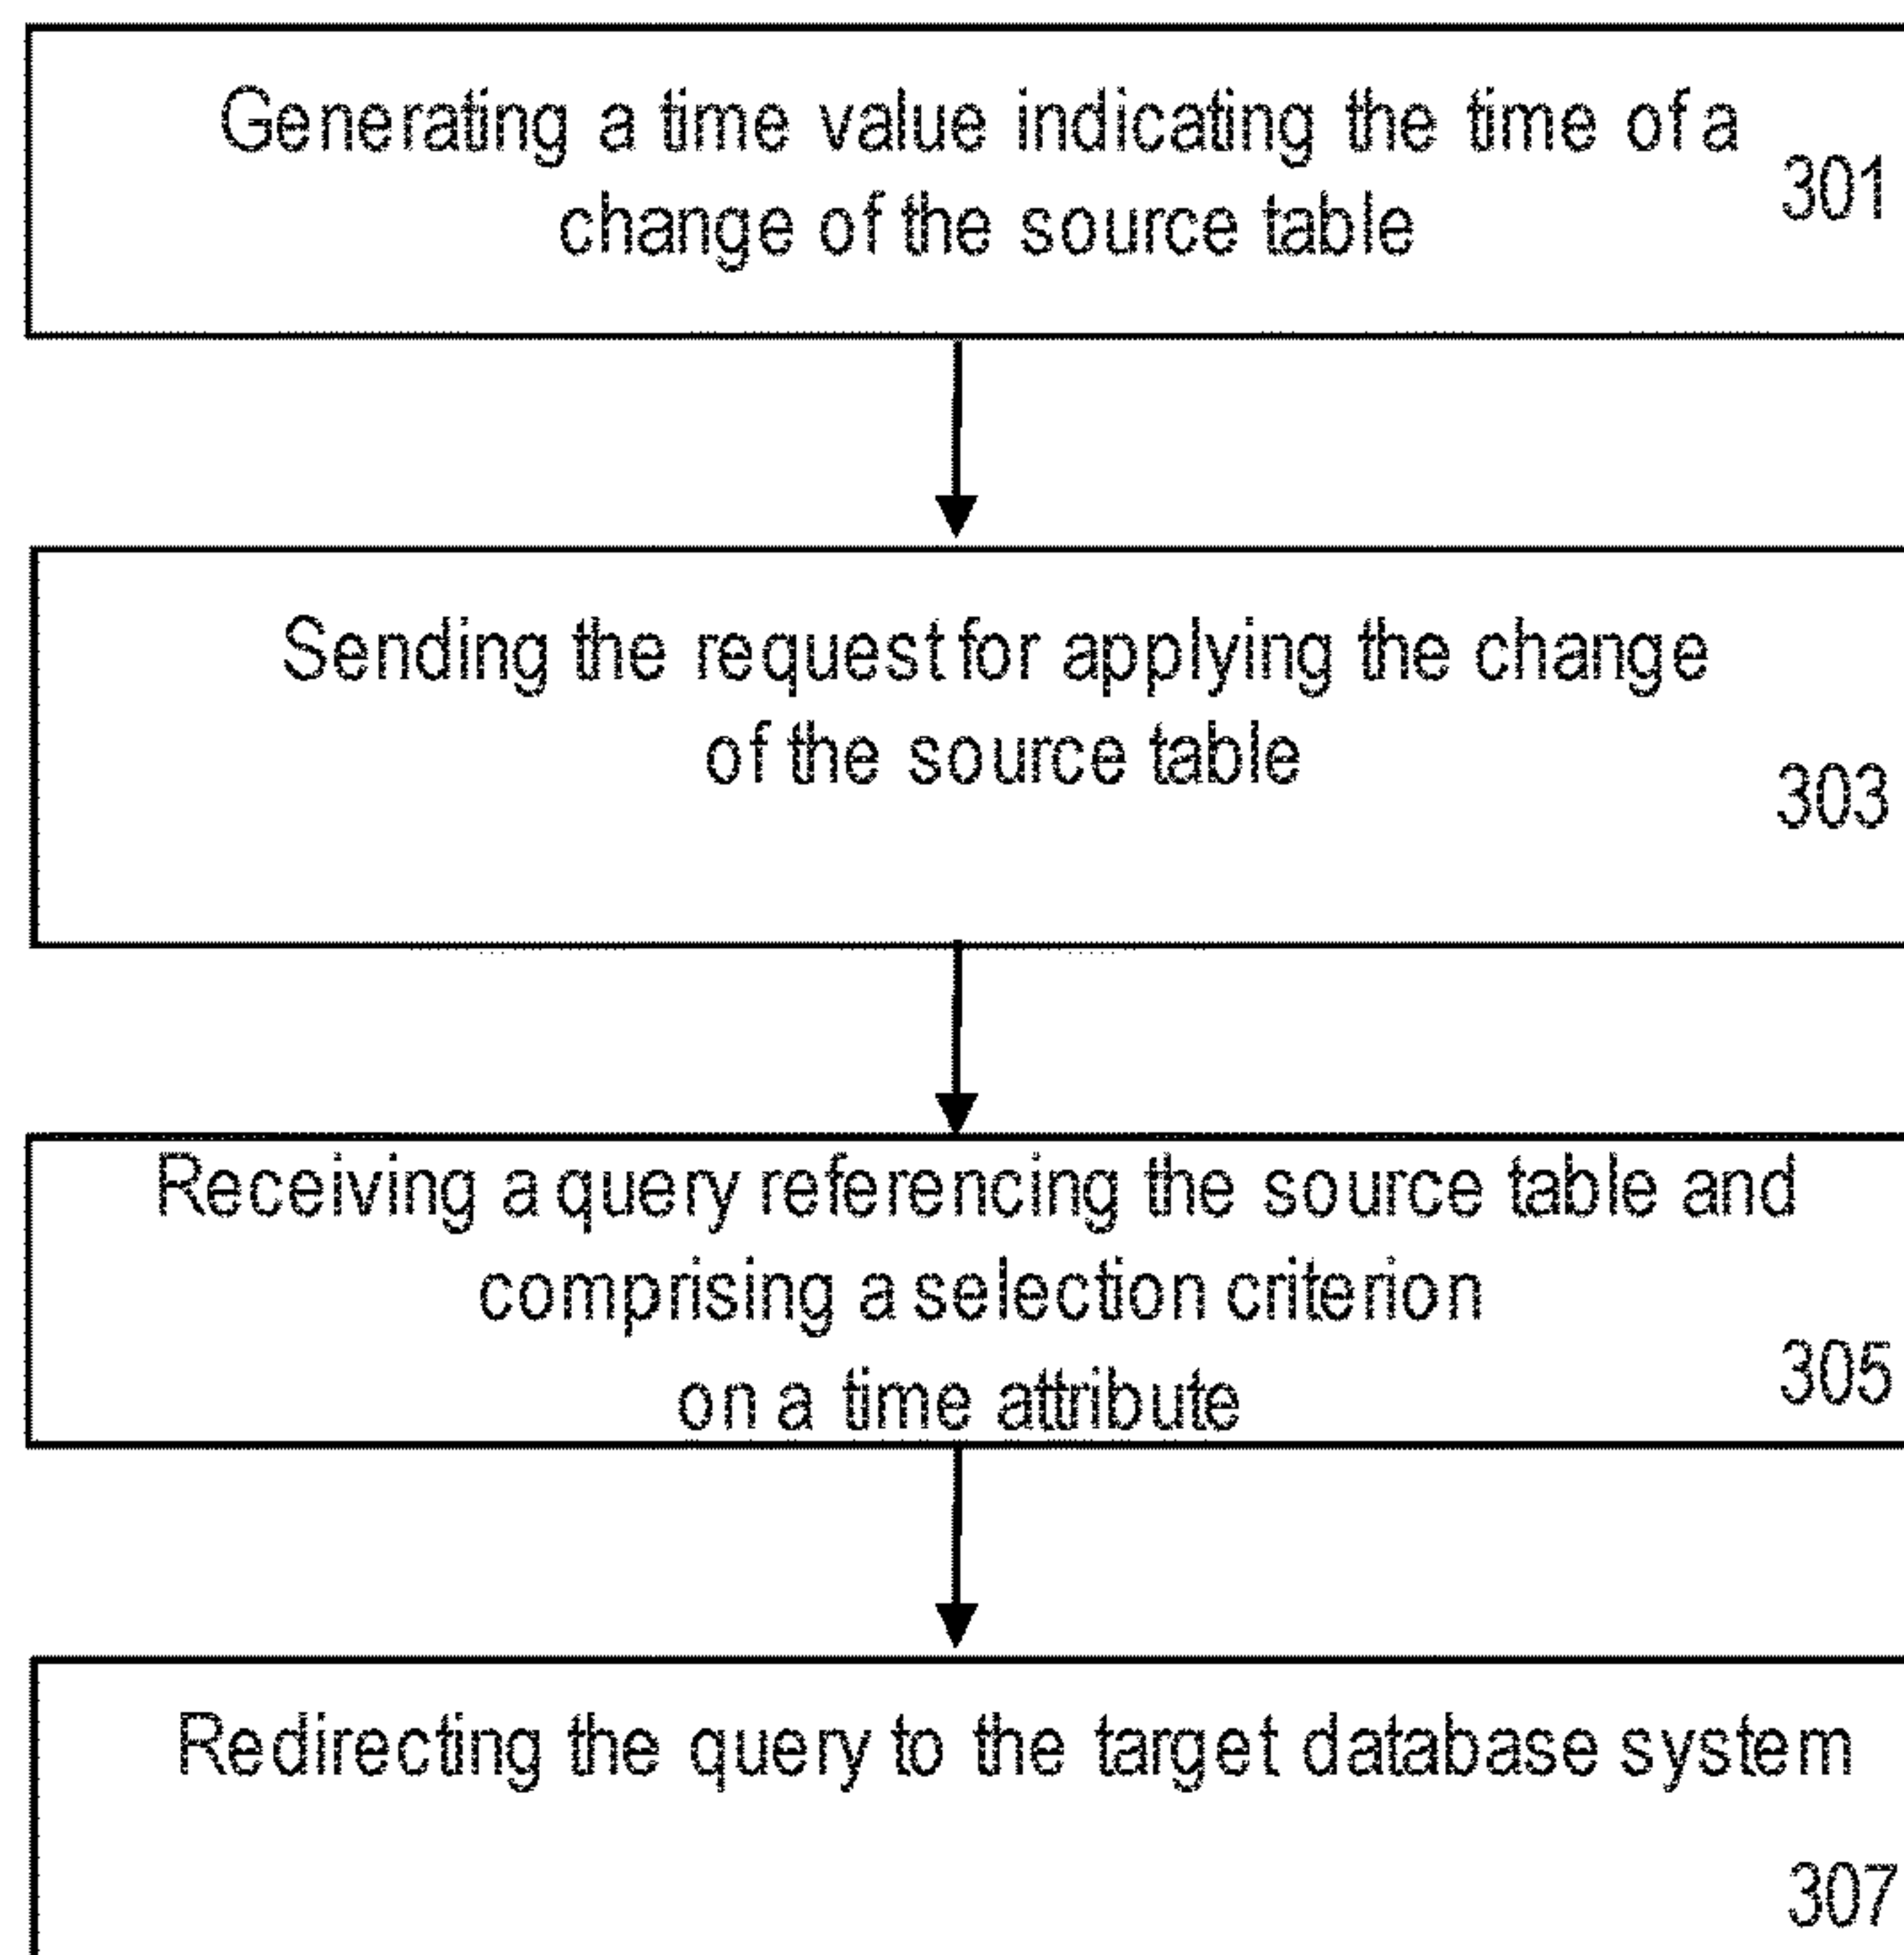 Generating a time value indicating the time of a
change of the source table
301
Sending the request for applying the change
of the source table
303
Receiving a query referencing the source table and
comprising a selection criterion
on a time attribute
305
Redirecting the query to the target database system
307